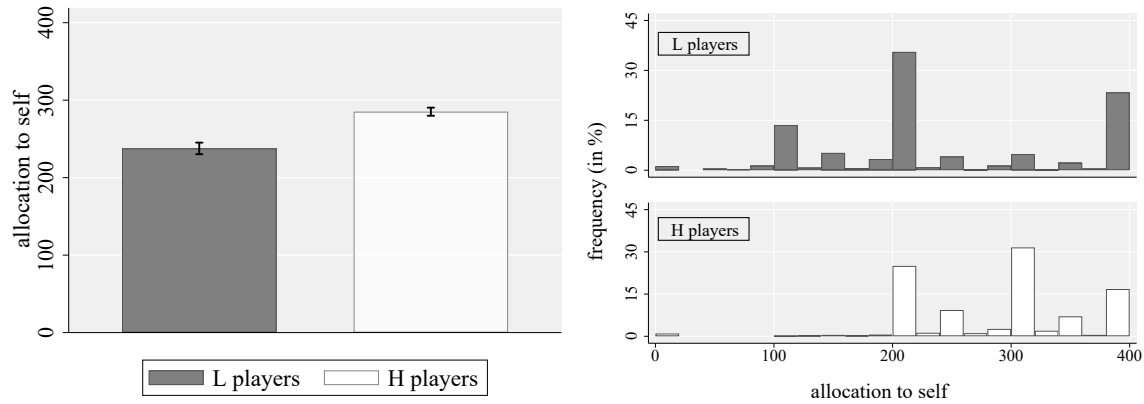 allocation to self
0
100
200
300
400
L players
H players
frequency (in %)
L players
0
15
30
45
H players
0
15
30
45
0 100 200 300 400
allocation to self